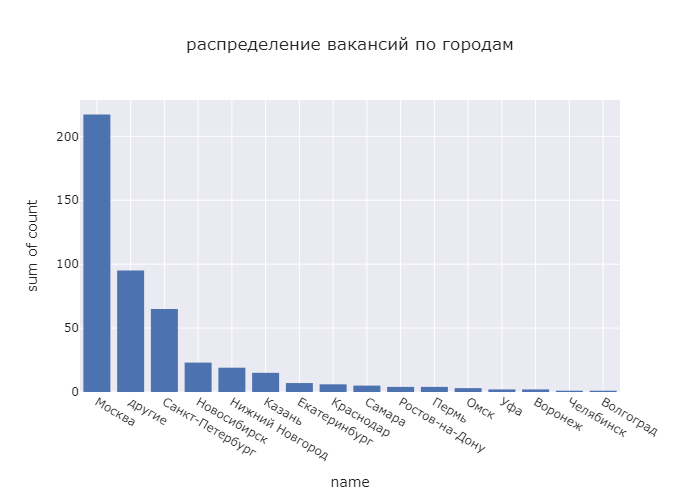 распределение вакансий по городам
sum of count
200
150
100
50
0
Москва
другие
Санкт-Петербург
Новосибирск
Нижний Новгород
Казань
Екатеринбург
Краснодар
Самара
Ростов-на-Дону
Пермь
Омск
Уфа
Воронеж
Челябинск
Волгоград
name